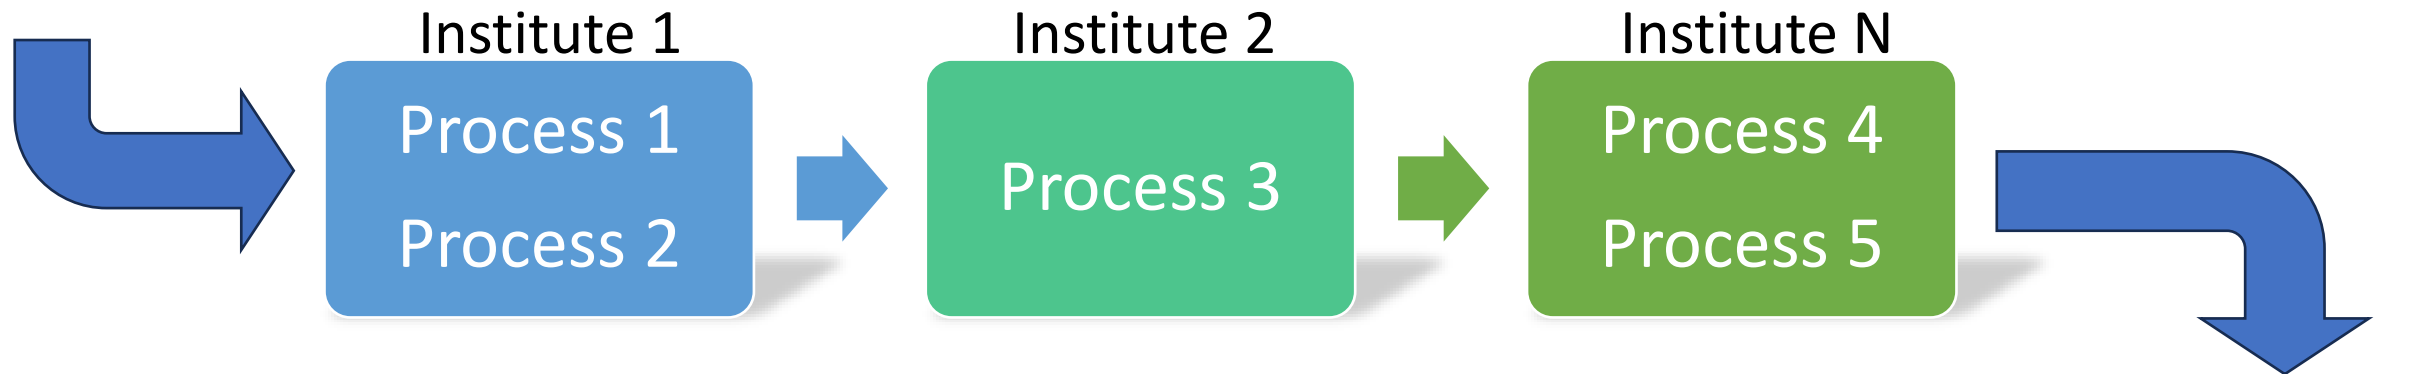 Institute 1
Process 1
Process 2
Institute 2
Process 3
Institute N
Process 4
Process 5